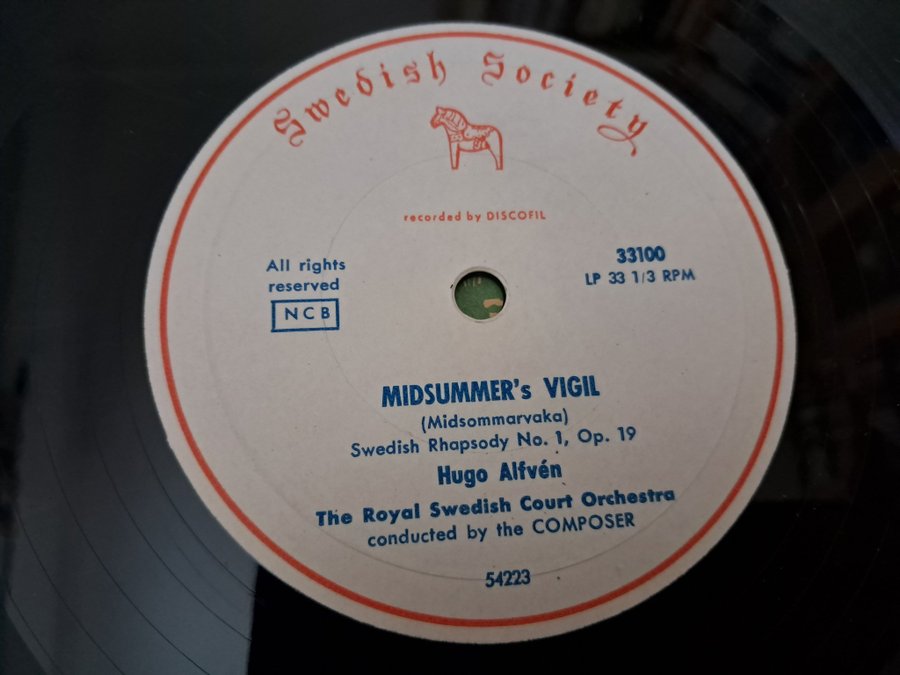 Swedish Society
recorded by DISCOFIL
All rights
reserved
NCB
33100
LP 33 1/3 RPM
MIDSUMMER's VIGIL
(Midsommarvaka)
Swedish Rhapsody No. 1, Op. 19
Hugo Alfvén
The Royal Swedish Court Orchestra
conducted by the COMPOSER
54223